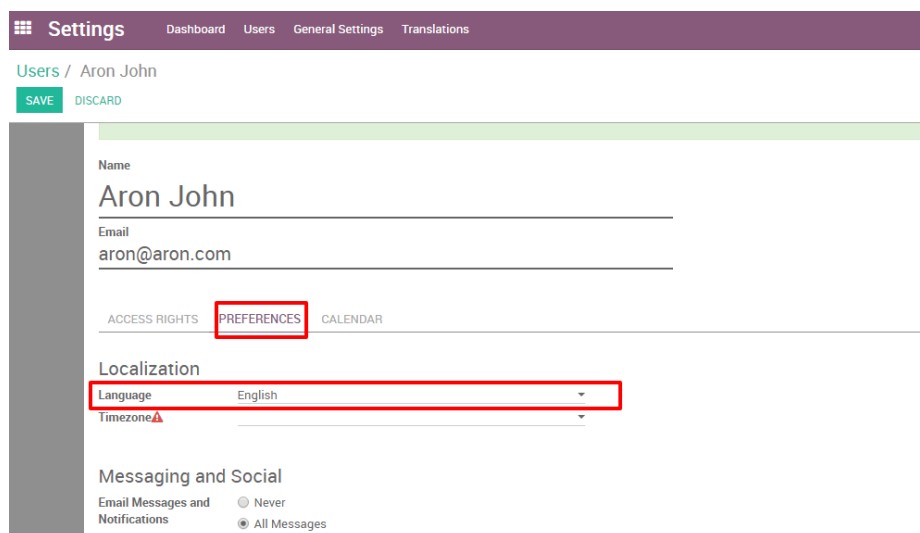 Settings Dashboard Users General Settings Translations
Users / Aron John
SAVE DISCARD
Name
Aron John
Email
aron@aron.com
ACCESS RIGHTS PREFERENCES CALENDAR
Localization
Language English
Timezone
Messaging and Social
Email Messages and Never
Notifications All Messages